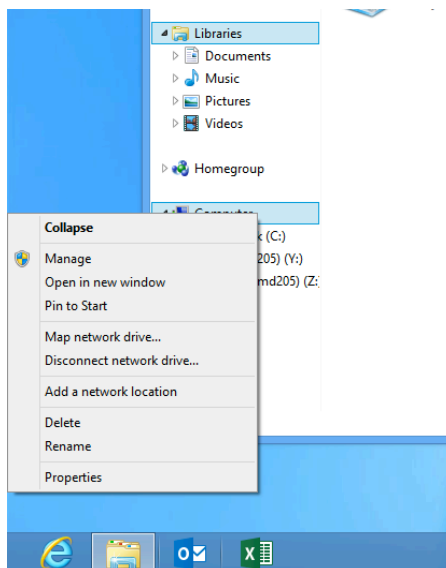 Libraries
Documents
Music
Pictures
Videos
Homegroup
Computer
Collapse
k (C:)
Manage
205) (Y:)
Open in new window
md205) (Z:
Pin to Start
Map network drive...
Disconnect network drive...
Add a network location
Delete
Rename
Properties